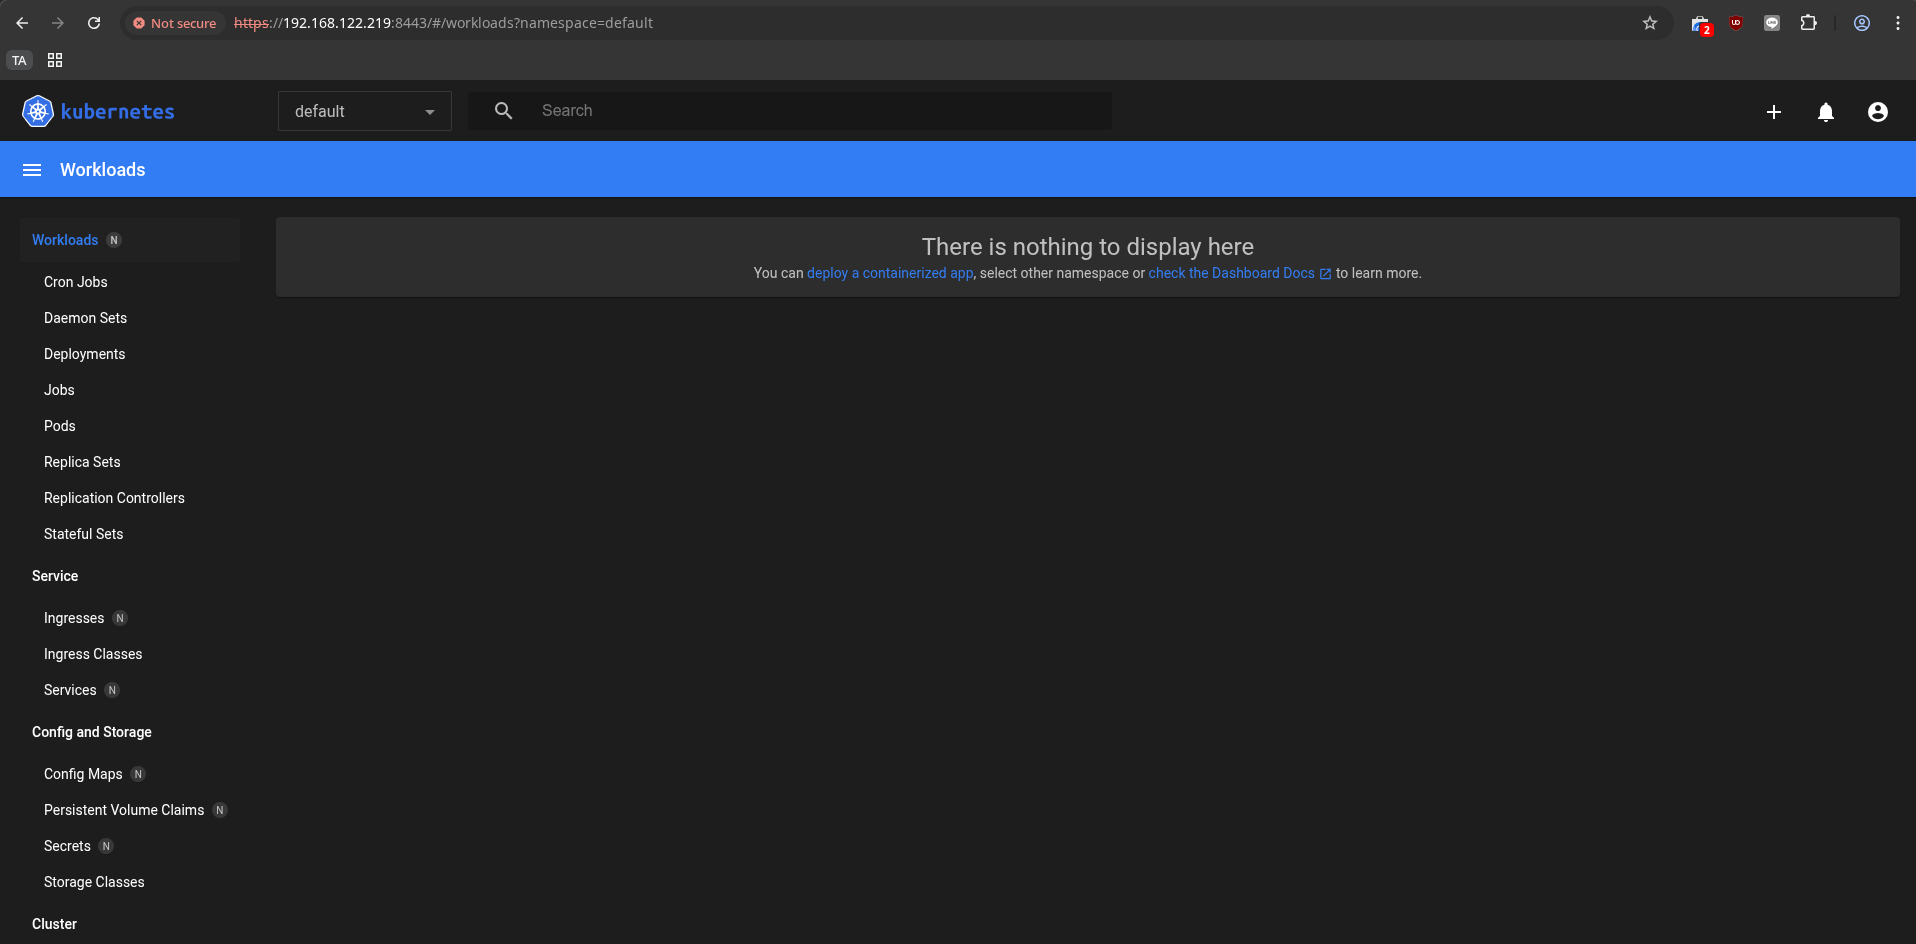 Not secure https://192.168.122.219:8443/#/workloads?namespace=default
2
UO
TA
kubernetes default Search
Workloads
Workloads N
There is nothing to display here
You can deploy a containerized app, select other namespace or check the Dashboard Docs to learn more.
Cron Jobs
Daemon Sets
Deployments
Jobs
Pods
Replica Sets
Replication Controllers
Stateful Sets
Service
Ingresses N
Ingress Classes
Services N
Config and Storage
Config Maps N
Persistent Volume Claims N
Secrets N
Storage Classes
Cluster